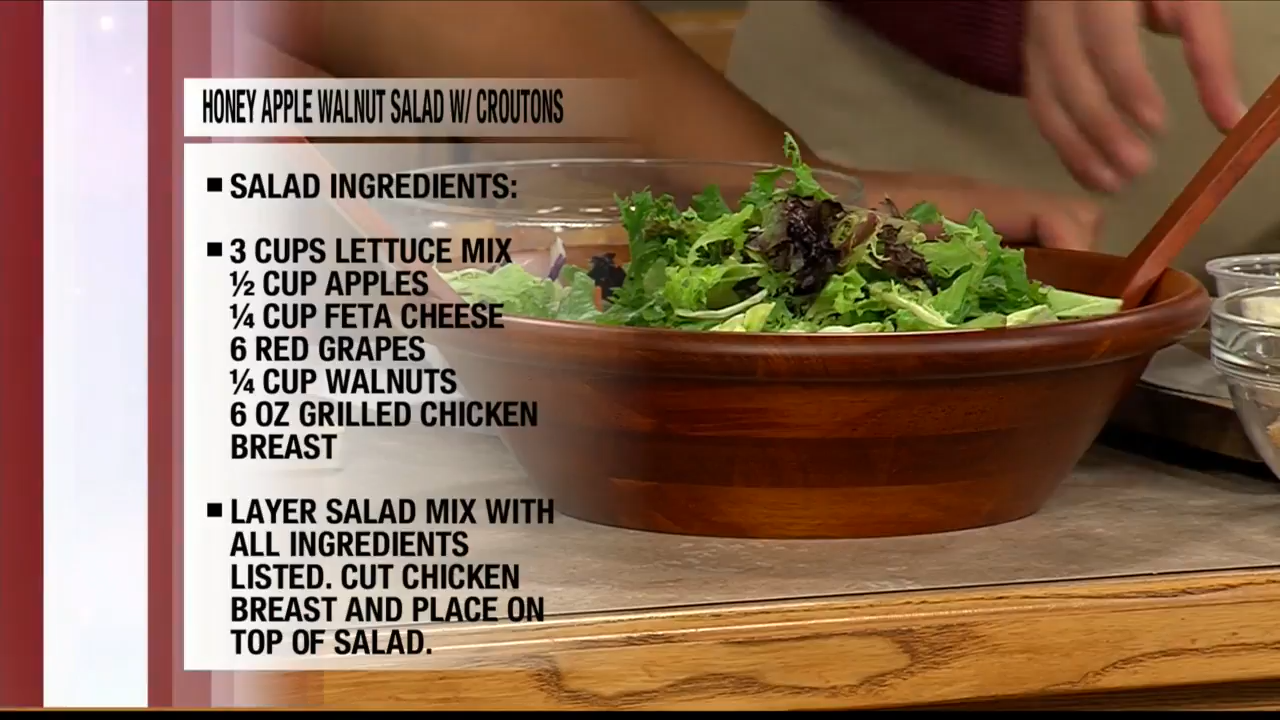 HONEY APPLE WALNUT SALAD W/ CROUTONS
■ SALAD INGREDIENTS:
■ 3 CUPS LETTUCE MIX
½ CUP APPLES
¼ CUP FETA CHEESE
6 RED GRAPES
¼ CUP WALNUTS
6 OZ GRILLED CHICKEN
BREAST
■ LAYER SALAD MIX WITH
ALL INGREDIENTS
LISTED. CUT CHICKEN
BREAST AND PLACE ON
TOP OF SALAD.